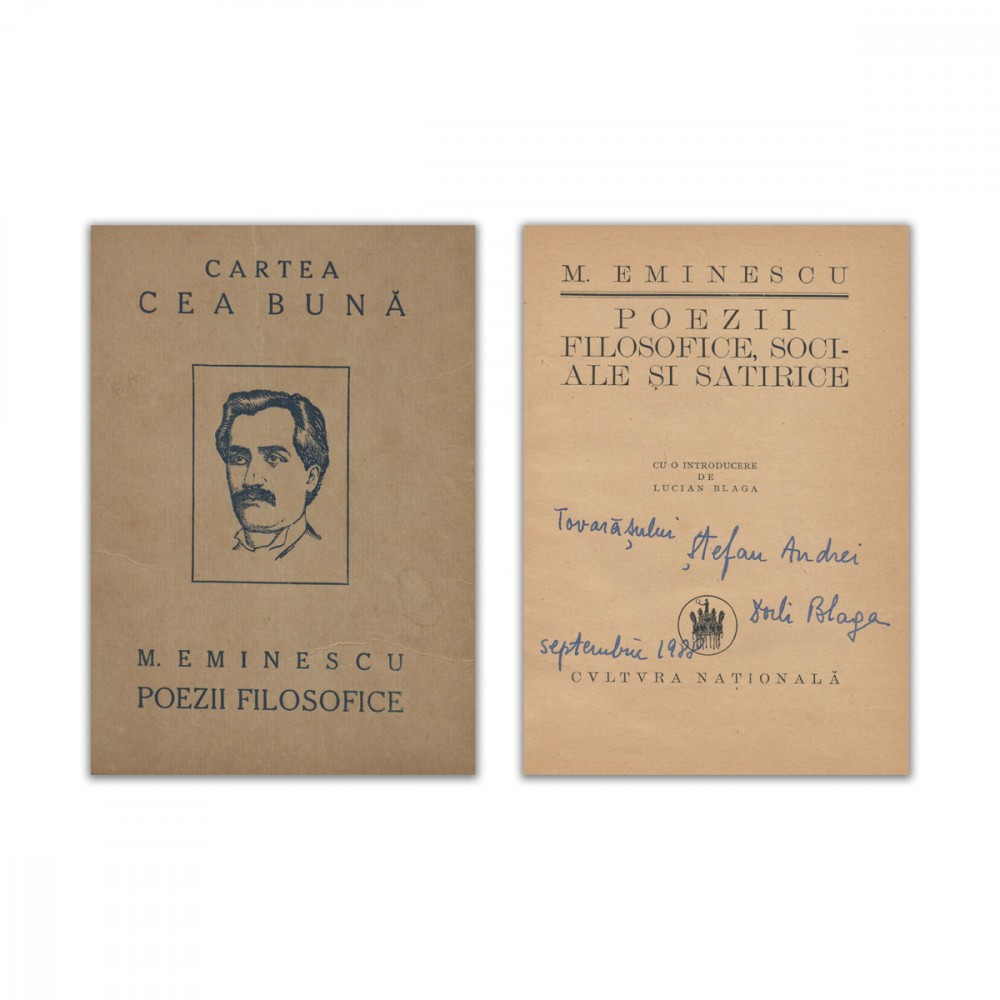 CARTEA
CEA BUNĂ
M. EMINESCU
POEZII FILOSOFICE
M. EMINESCU
POEZII
FILOSOFICE, SOCI-
ALE ȘI SATIRICE
CU O INTRODUCERE
DE
LUCIAN BLAGA
Tovarășului Ștefan Andrei
Dorli Blaga
septembrie
CVLTVRA NAȚIONALĂ